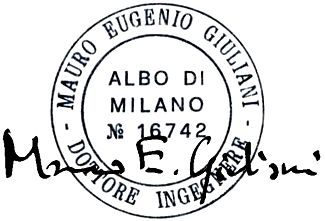 MAURO EUGENIO GIULIANI
ALBO DI
MILANO
№ 16742
- DOTTORE INGEGNERE -
Mauro E. Giuliani